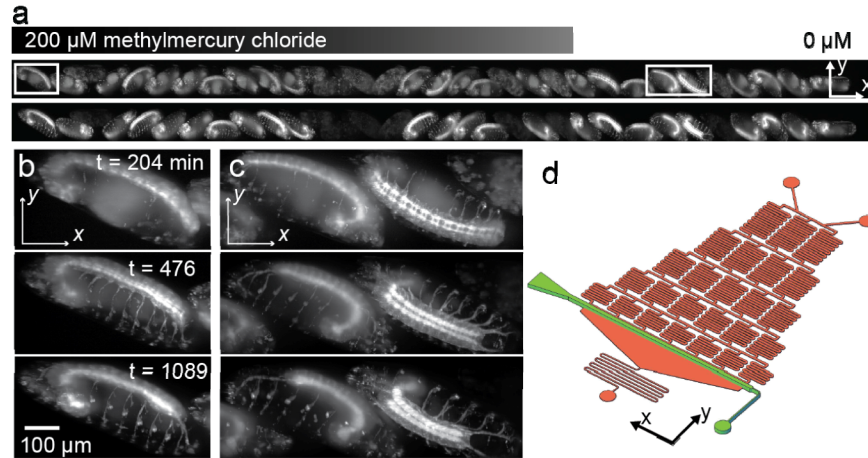 a
200 µM methylmercury chloride
0 µM
y
x
b
t = 204 min
y
x
t = 476
t = 1089
100 µm
c
y
x
d
x
y